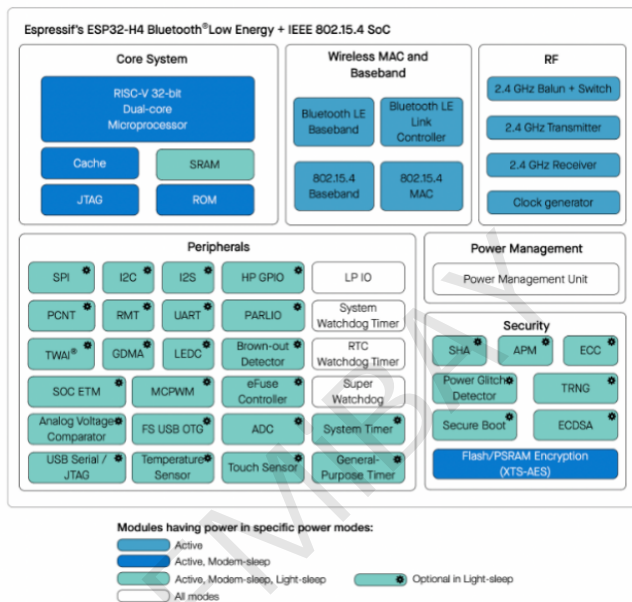 Espressif's ESP32-H4 Bluetooth®Low Energy + IEEE 802.15.4 SoC
Core System
RISC-V 32-bit
Dual-core
Microprocessor
Cache
SRAM
JTAG
ROM
Wireless MAC and
Baseband
Bluetooth LE
Baseband
Bluetooth LE
Link
Controller
802.15.4
Baseband
802.15.4
MAC
RF
2.4 GHz Balun + Switch
2.4 GHz Transmitter
2.4 GHz Receiver
Clock generator
Peripherals
SPI
I2C
I2S
HP GPIO
LP IO
PCNT
RMT
UART
PARLIO
System
Watchdog Timer
TWAI®
GDMA
LEDC
Brown-out
Detector
RTC
Watchdog Timer
SOC ETM
MCPWM
eFuse
Controller
Super
Watchdog
Analog Voltage
Comparator
FS USB OTG
ADC
System Timer
USB Serial /
JTAG
Temperature
Sensor
Touch Sensor
General-
Purpose Timer
Power Management
Power Management Unit
Security
SHA
APM
ECC
Power Glitch
Detector
TRNG
Secure Boot
ECDSA
Flash/PSRAM Encryption
(XTS-AES)
Modules having power in specific power modes:
Active
Active, Modem-sleep
Active, Modem-sleep, Light-sleep
Optional in Light-sleep
All modes